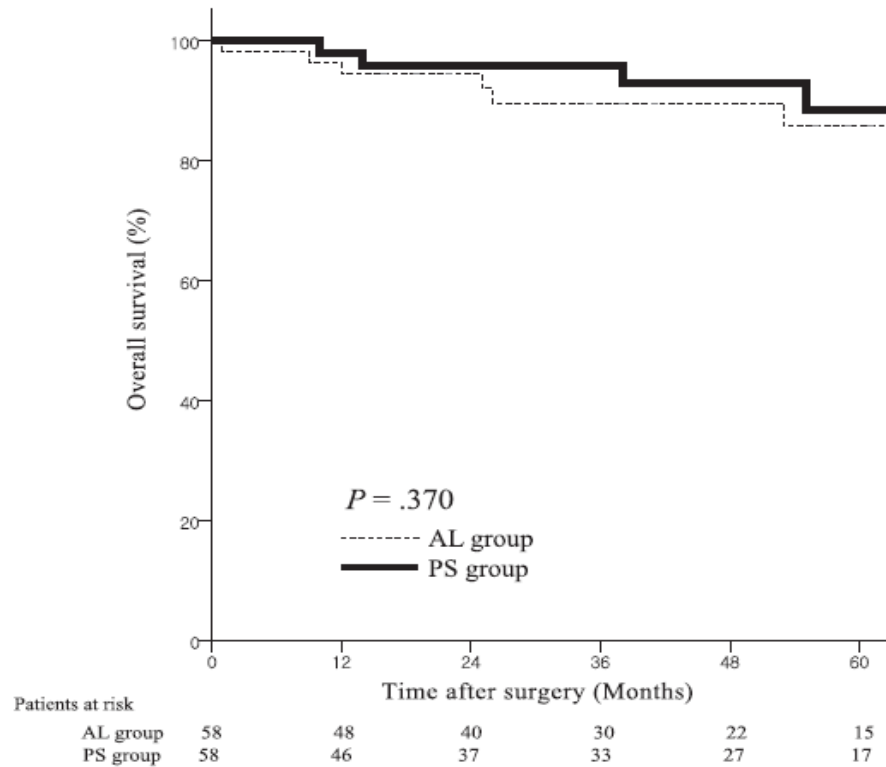 100
80
60
40
20
0
Overall survival (%)
P = .370
AL group
PS group
0 12 24 36 48 60
Time after surgery (Months)
Patients at risk
AL group 58 48 40 30 22 15
PS group 58 46 37 33 27 17